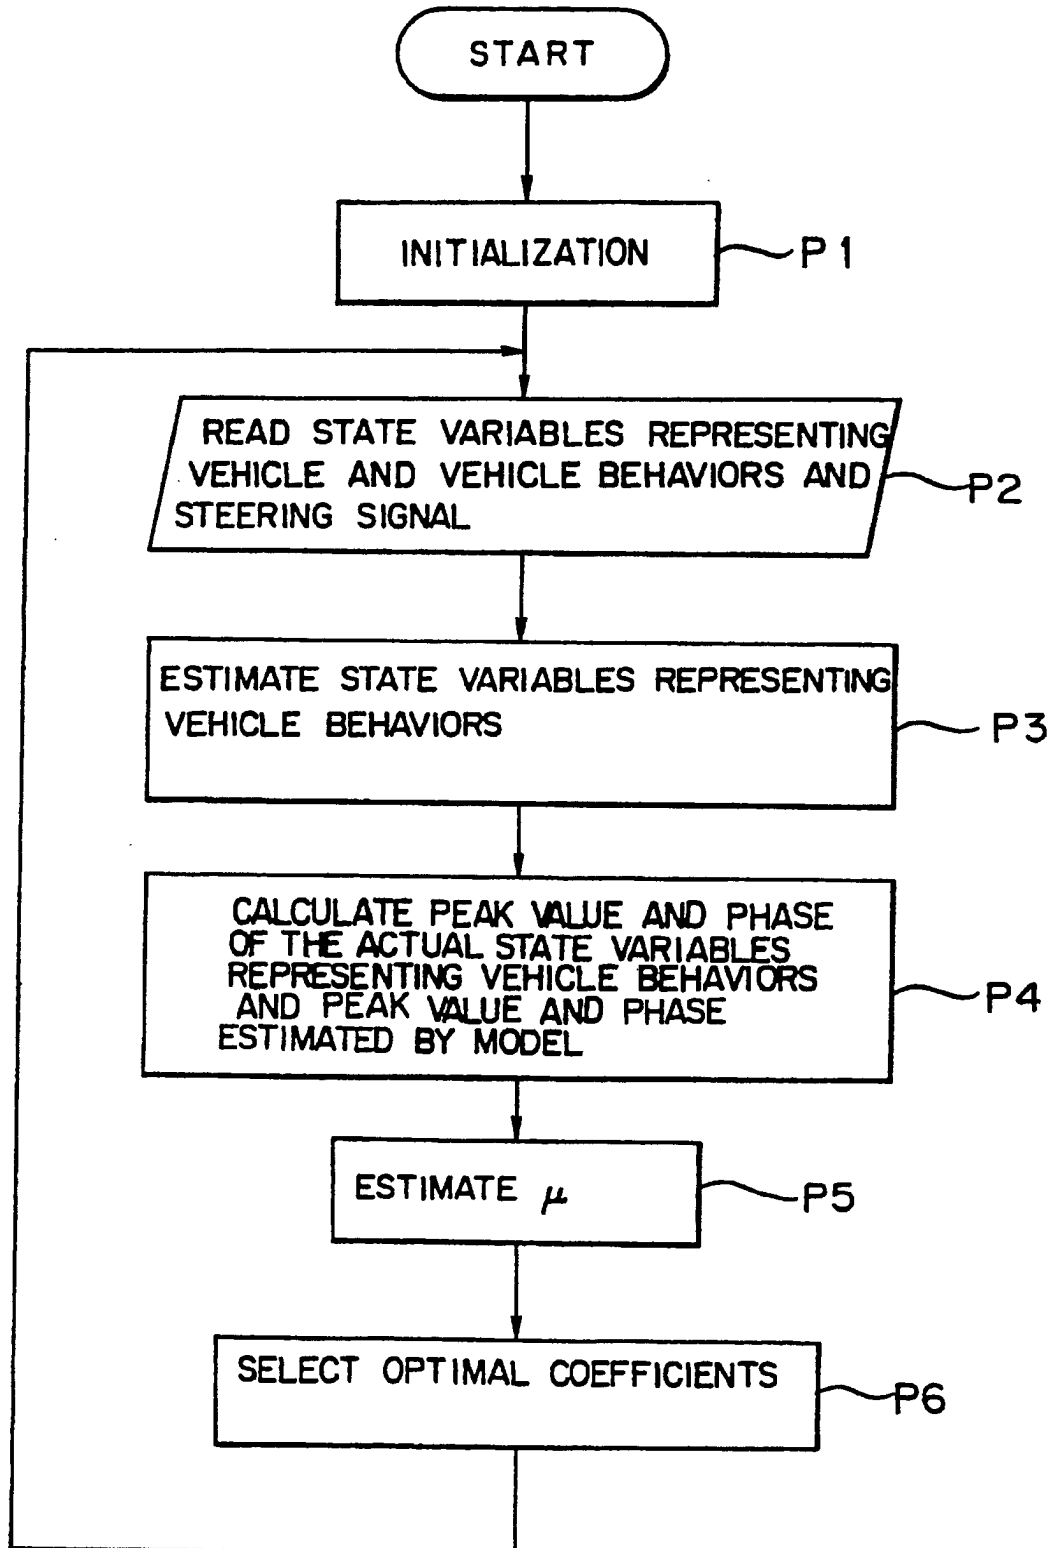 START
INITIALIZATION
P1
READ STATE VARIABLES REPRESENTING
VEHICLE AND VEHICLE BEHAVIORS AND
STEERING SIGNAL
P2
ESTIMATE STATE VARIABLES REPRESENTING
VEHICLE BEHAVIORS
P3
CALCULATE PEAK VALUE AND PHASE
OF THE ACTUAL STATE VARIABLES
REPRESENTING VEHICLE BEHAVIORS
AND PEAK VALUE AND PHASE
ESTIMATED BY MODEL
P4
ESTIMATE μ
P5
SELECT OPTIMAL COEFFICIENTS
P6